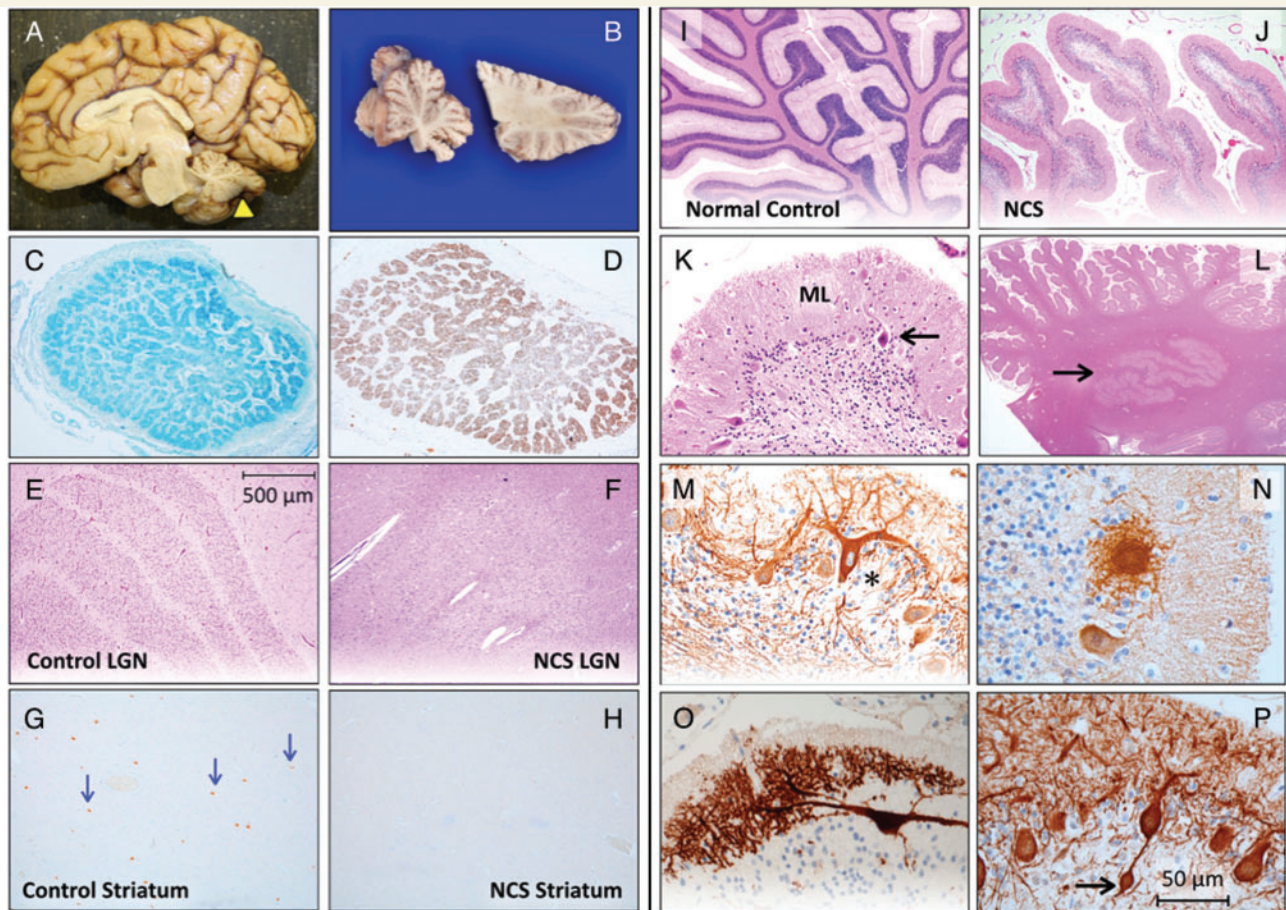 A
B
C
D
E
500 µm
F
Control LGN
NCS LGN
G
H
Control Striatum
NCS Striatum
I
J
Normal Control
NCS
K
ML
L
M
*
N
O
P
50 µm